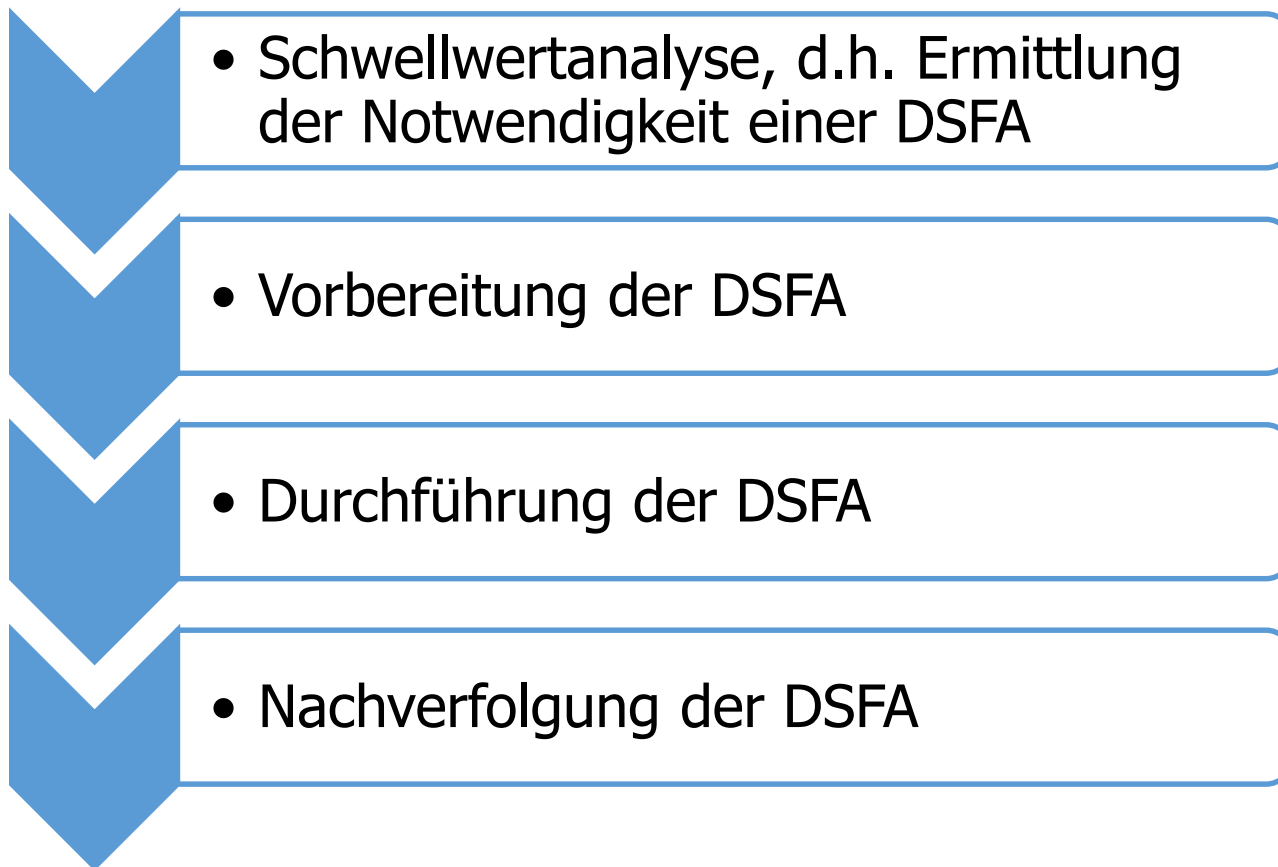 • Schwellwertanalyse, d.h. Ermittlung
der Notwendigkeit einer DSFA
• Vorbereitung der DSFA
• Durchführung der DSFA
• Nachverfolgung der DSFA